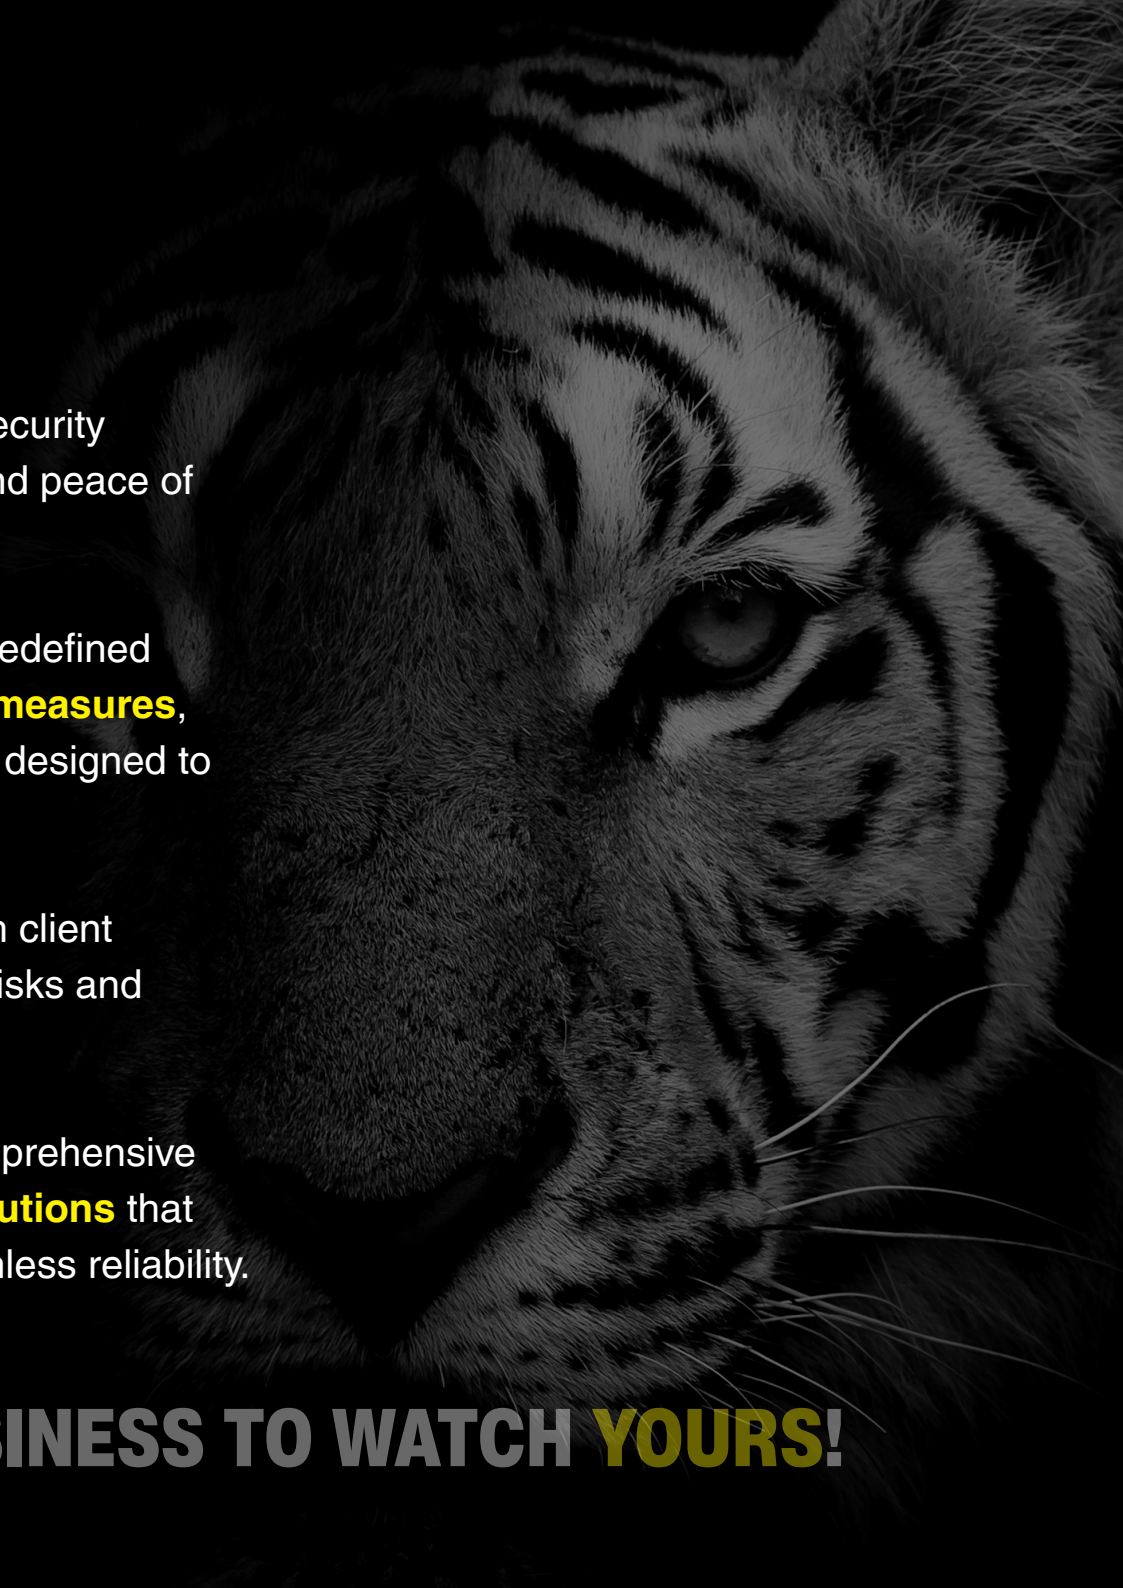 ecurity
nd peace of
edefined
measures,
designed to
n client
isks and
prehensive
utions that
less reliability.
SINESS TO WATCH YOURS!